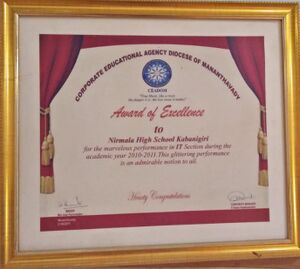 CORPORATE EDUCATIONAL AGENCY DIOCESE OF MANANTHAVADY
CEADOM
Award of Excellence
to
Nirmala High School Kabanigiri
for the marvelous performance in IT Section during the
academic year 2010-2011. This glittering performance
is an admirable notion to all.
Hearty Congratulations